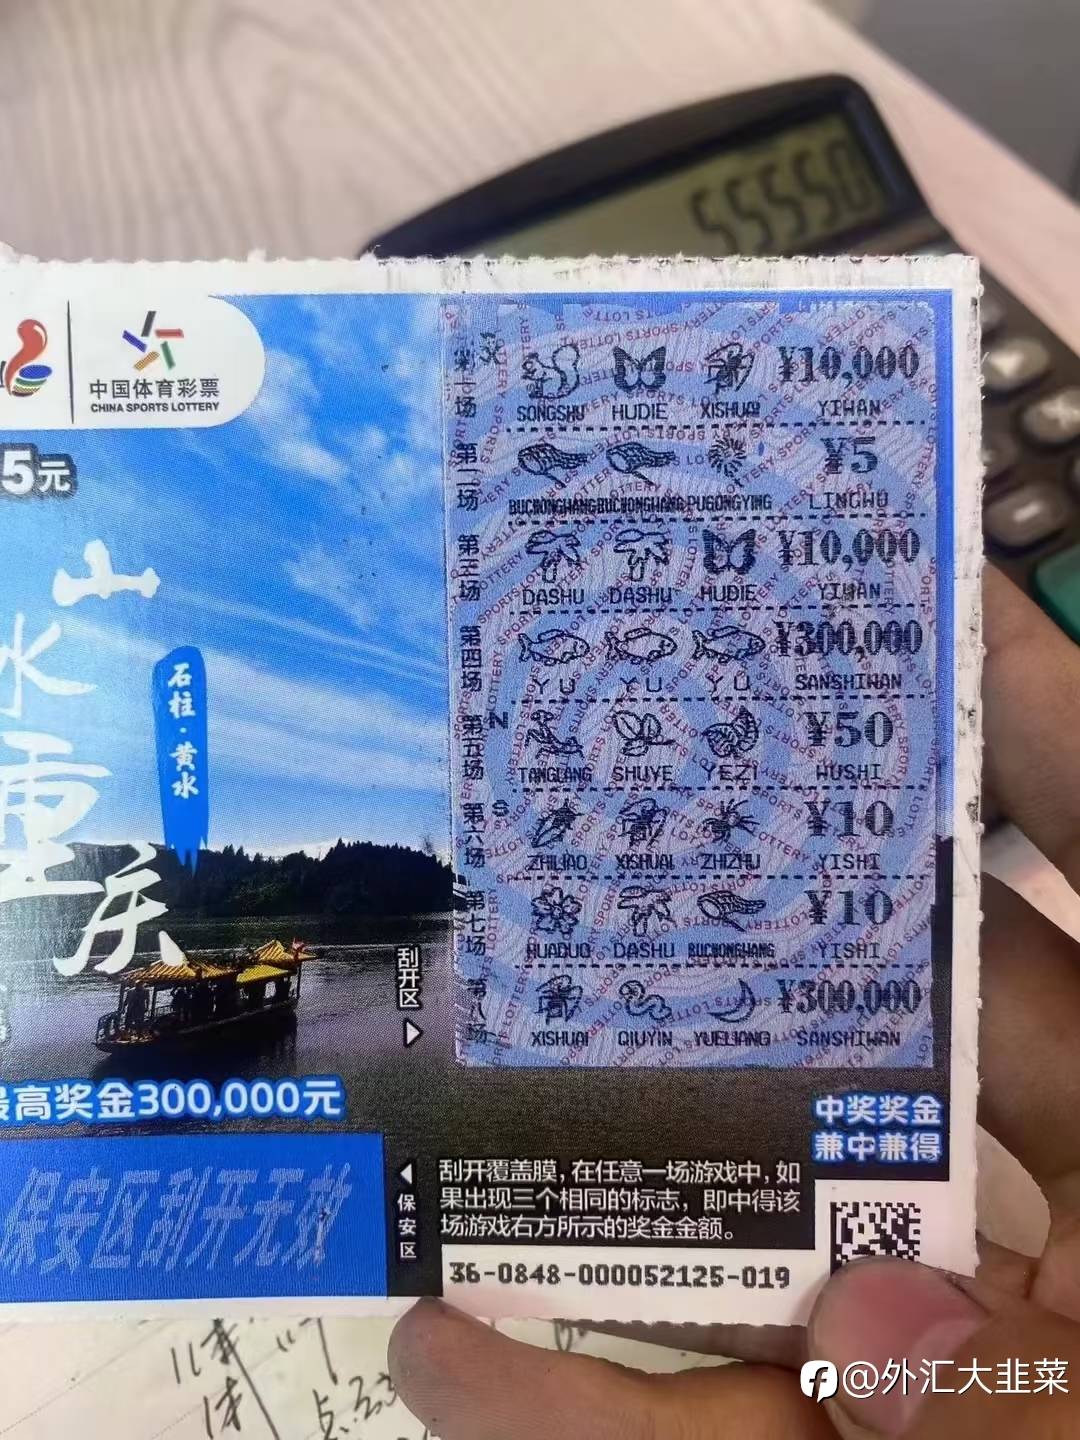 55550
中国体育彩票
CHINA SPORTS LOTTERY
5元
山水重庆
石柱·黄水
第一场 ¥10,000
SONGSHU HUDIE XISHUAI YIWAN
第二场 ¥5
BUCHONGWANG BUCHONGWANG PUGONGYING LINGWU
第三场 ¥10,000
DASHU DASHU HUDIE YIWAN
第四场 ¥300,000
YU YU YU SANSHIWAN
第五场 N ¥50
TANGLANG SHUYE YEZI WUSHI
第六场 S ¥10
ZHILIAO XISHUAI ZHIZHU YISHI
第七场 ¥10
HUADUO DASHU BUCHONGWANG YISHI
第八场 ¥300,000
XISHUAI QIUYIN YUELIANG SANSHIWAN
刮开区
最高奖金300,000元
中奖奖金
兼中兼得
保安区刮开无效
保安区
刮开覆盖膜，在任意一场游戏中，如
果出现三个相同的标志，即中得该
场游戏右方所示的奖金金额。
36-0848-000052125-019
@外汇大韭菜